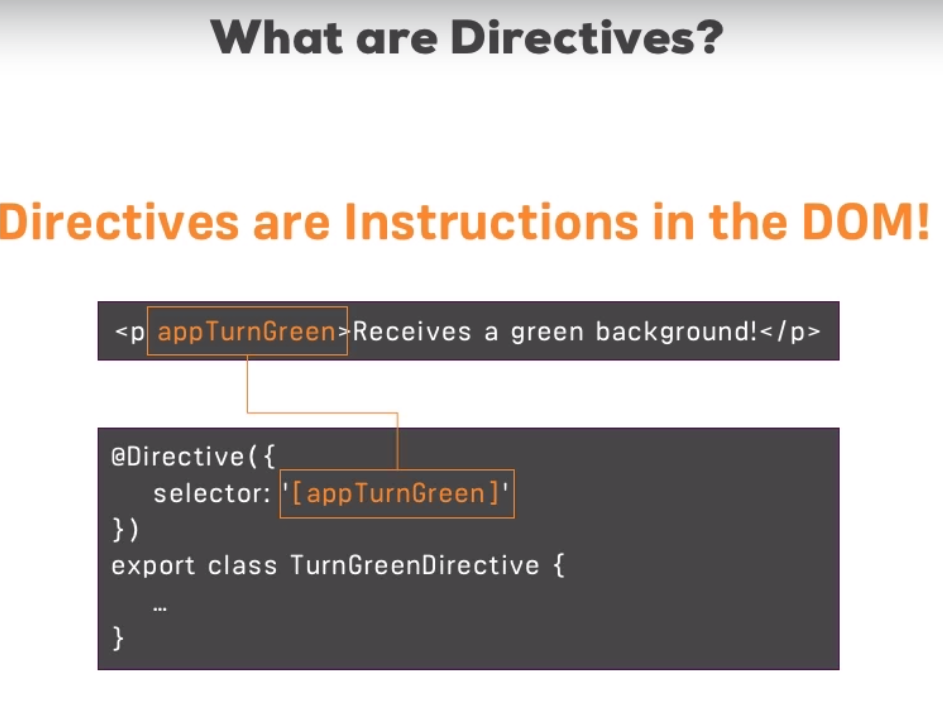 What are Directives?
Directives are Instructions in the DOM!
<p appTurnGreen>Receives a green background!</p>
@Directive({
selector: '[appTurnGreen]'
})
export class TurnGreenDirective {
…
}